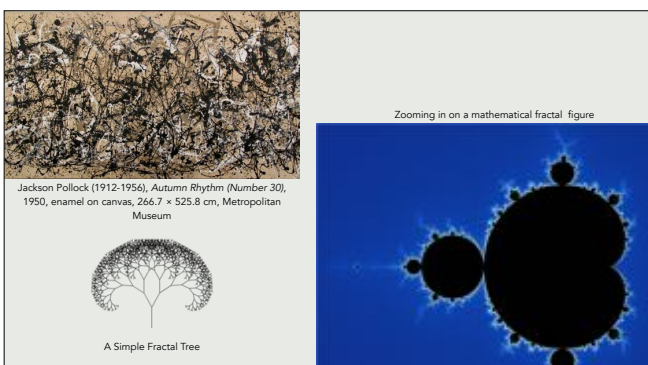 Jackson Pollock (1912-1956), Autumn Rhythm (Number 30),
1950, enamel on canvas, 266.7 × 525.8 cm, Metropolitan
Museum
A Simple Fractal Tree
Zooming in on a mathematical fractal figure